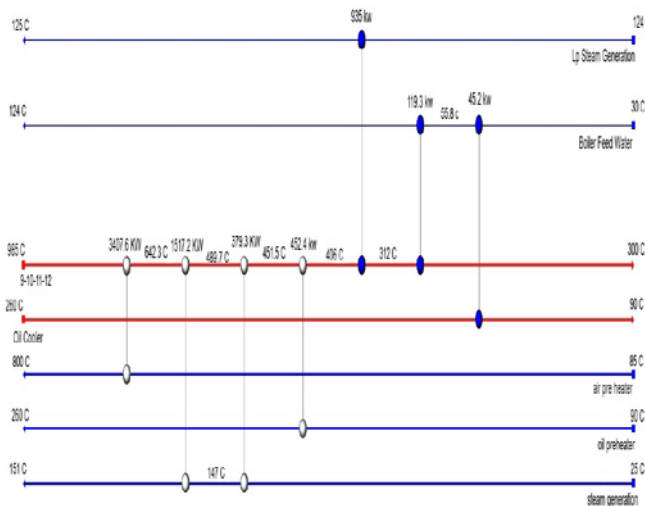 125 C 935 kw 124
Lp Steam Generation
124 C 119.3 kw 55.8 c 45.2 kw 30 C
Boiler Feed Water
985 C 3407.6 KW 642.3 C 1517.2 KW 489.7 C 379.3 KW 451.5 C 452.4 kw 406 C 312 C 300 C
9-10-11-12
260 C 90 C
Oil Cooler
800 C 85 C
air pre heater
260 C 90 C
oil preheater
151 C 147 C 25 C
steam generation